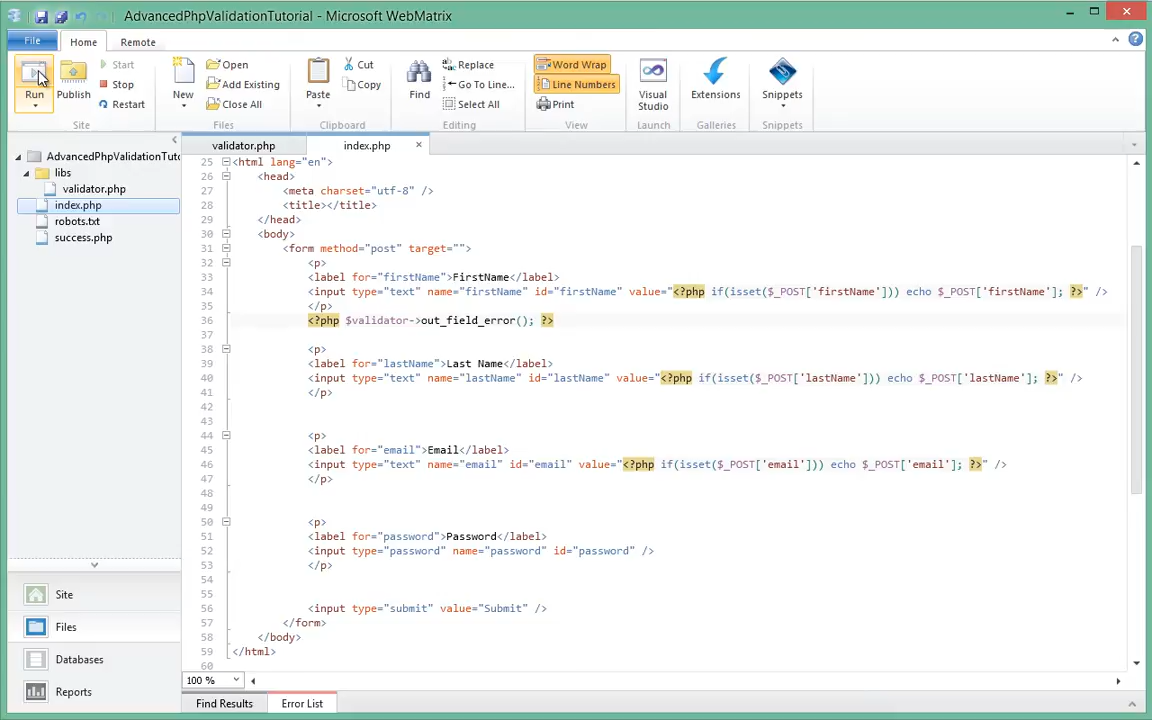 AdvancedPhpValidationTutorial - Microsoft WebMatrix
File Home Remote
Run
Publish
Start
Stop
Restart
Site
New
Open
Add Existing
Close All
Files
Paste
Cut
Copy
Clipboard
Find
Replace
Go To Line...
Select All
Editing
Word Wrap
Line Numbers
Print
View
Visual
Studio
Launch
Extensions
Galleries
Snippets
Snippets
AdvancedPhpValidationTuto
libs
validator.php
index.php
robots.txt
success.php
Site
Files
Databases
Reports
validator.php index.php
25 <html lang="en">
26 <head>
27 <meta charset="utf-8" />
28 <title></title>
29 </head>
30 <body>
31 <form method="post" target="">
32 <p>
33 <label for="firstName">FirstName</label>
34 <input type="text" name="firstName" id="firstName" value="<?php if(isset($_POST['firstName'])) echo $_POST['firstName']; ?>" />
35 </p>
36 <?php $validator->out_field_error(); ?>
37
38 <p>
39 <label for="lastName">Last Name</label>
40 <input type="text" name="lastName" id="lastName" value="<?php if(isset($_POST['lastName'])) echo $_POST['lastName']; ?>" />
41 </p>
42
43
44 <p>
45 <label for="email">Email</label>
46 <input type="text" name="email" id="email" value="<?php if(isset($_POST['email'])) echo $_POST['email']; ?>" />
47 </p>
48
49
50 <p>
51 <label for="password">Password</label>
52 <input type="password" name="password" id="password" />
53 </p>
54
55
56 <input type="submit" value="Submit" />
57 </form>
58 </body>
59 </html>
60
100 %
Find Results Error List